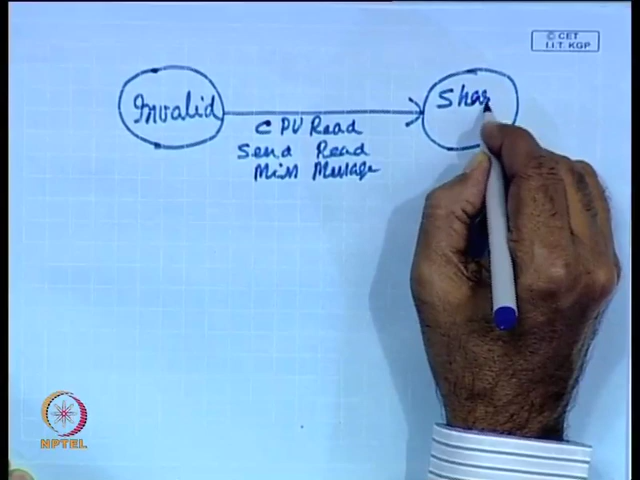 © CET
I.I.T. KGP
Invalid
Shar
CPU Read
Send Read
Miss Message
NPTEL